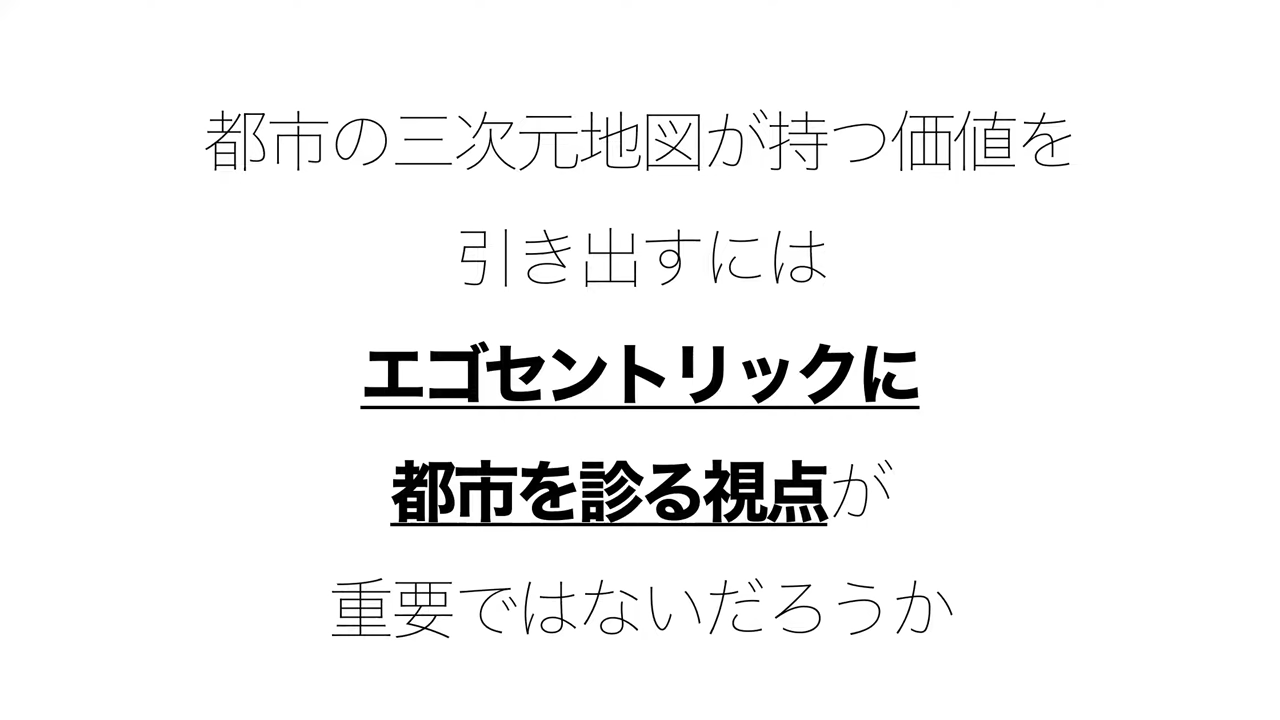 都市の三次元地図が持つ価値を
引き出すには
エゴセントリックに
都市を診る視点が
重要ではないだろうか